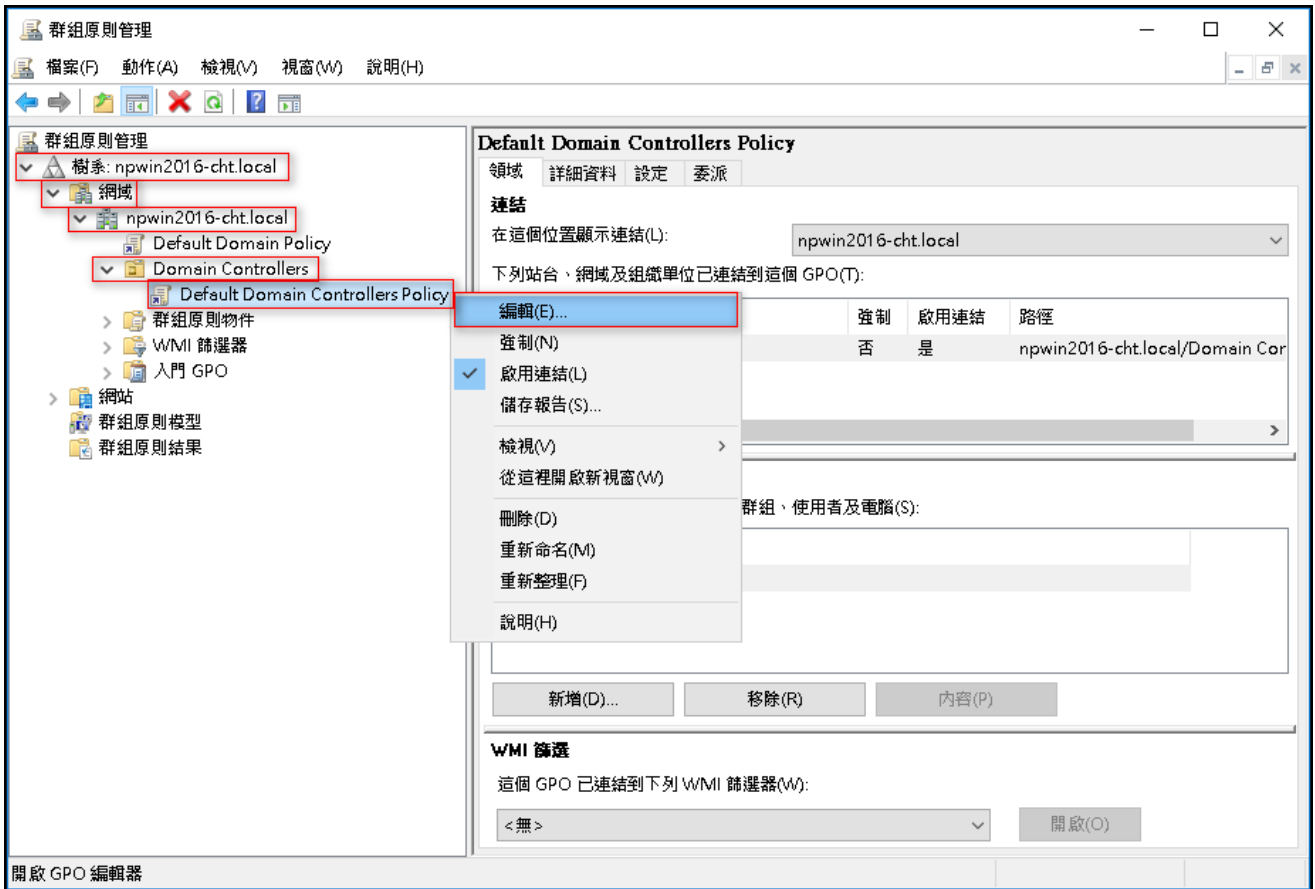 群組原則管理
檔案(F) 動作(A) 檢視(V) 視窗(W) 說明(H)
群組原則管理
樹系: npwin2016-cht.local
網域
npwin2016-cht.local
Default Domain Policy
Domain Controllers
Default Domain Controllers Policy
群組原則物件
WMI 篩選器
入門 GPO
網站
群組原則模型
群組原則結果
Default Domain Controllers Policy
領域 詳細資料 設定 委派
連結
在這個位置顯示連結(L): npwin2016-cht.local
下列站台、網域及組織單位已連結到這個 GPO(T):
強制 啟用連結 路徑
否 是 npwin2016-cht.local/Domain Cor
編輯(E)...
強制(N)
啟用連結(L)
儲存報告(S)...
檢視(V)
從這裡開啟新視窗(W)
刪除(D)
重新命名(M)
重新整理(F)
說明(H)
群組、使用者及電腦(S):
新增(D)... 移除(R) 內容(P)
WMI 篩選
這個 GPO 已連結到下列 WMI 篩選器(W):
<無> 開啟(O)
開啟 GPO 編輯器